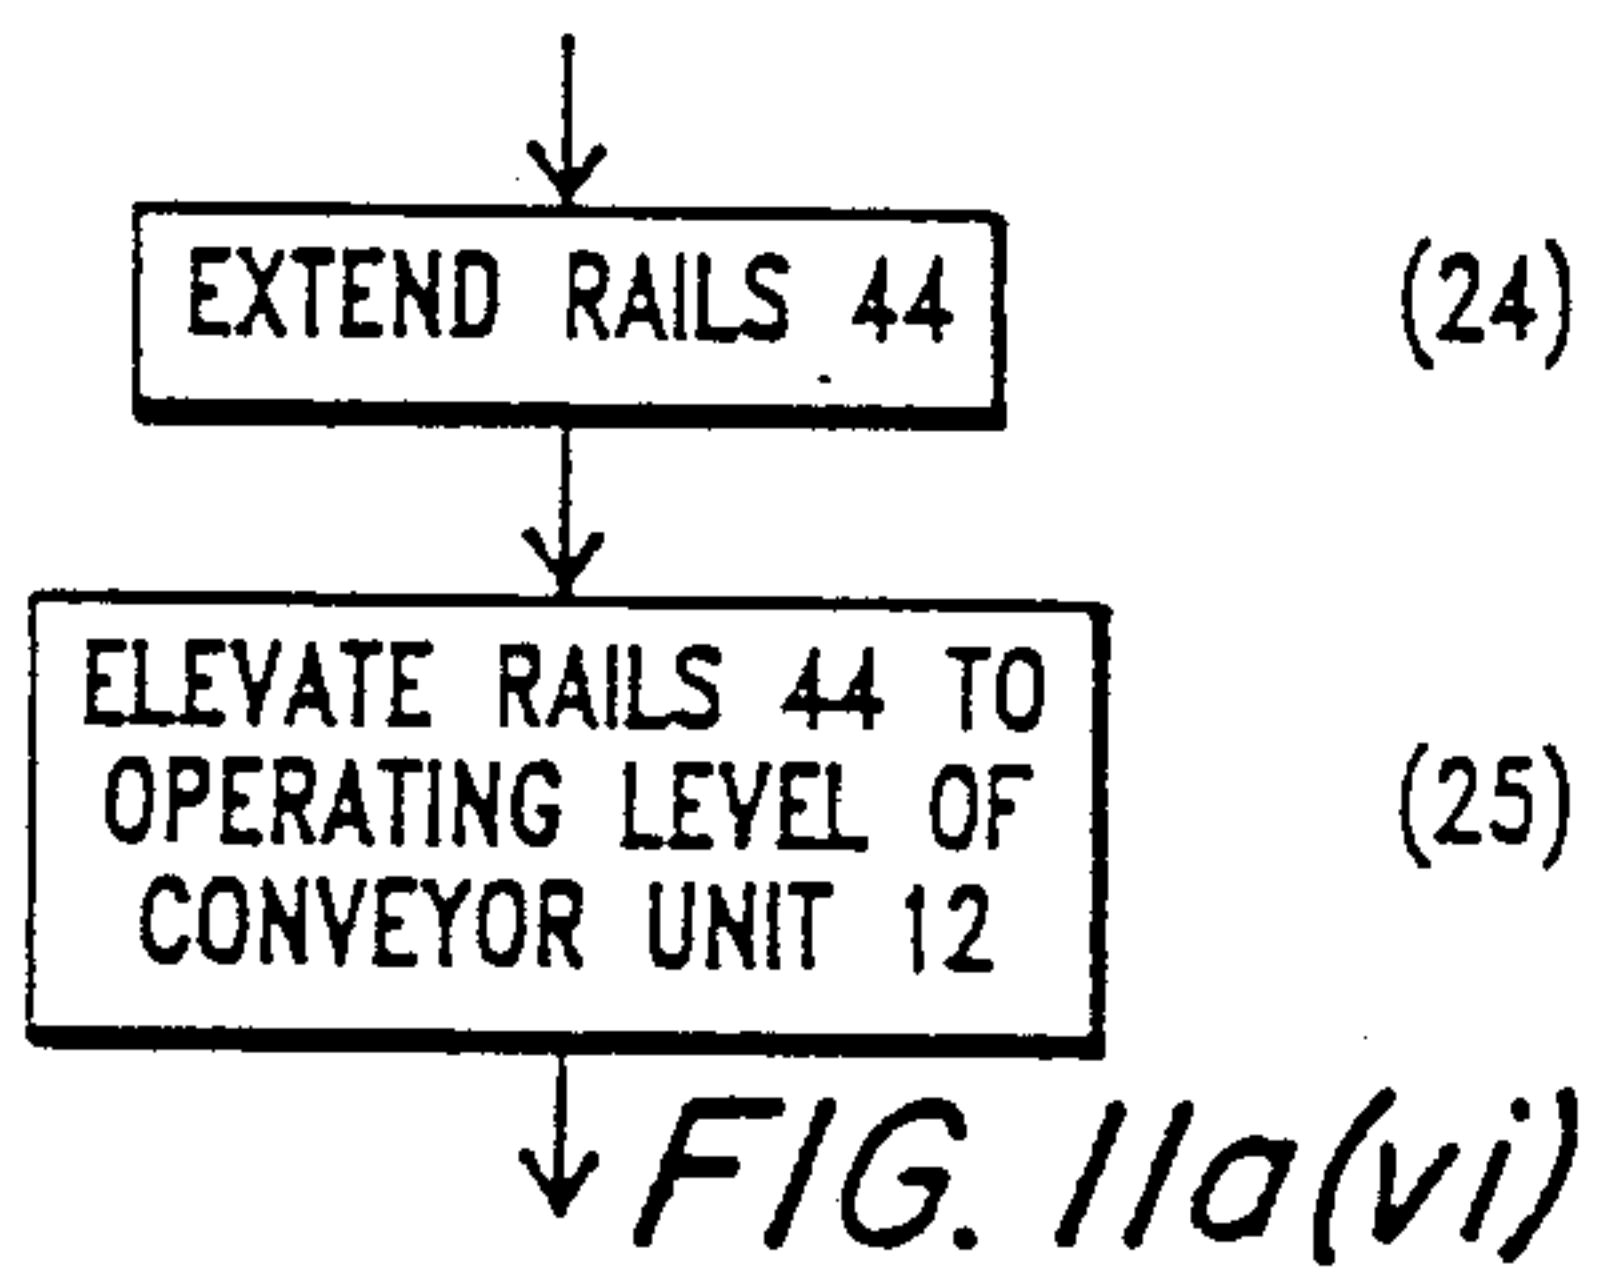 EXTEND RAILS 44
(24)
ELEVATE RAILS 44 TO
OPERATING LEVEL OF
CONVEYOR UNIT 12
(25)
FIG. 11a(vi)